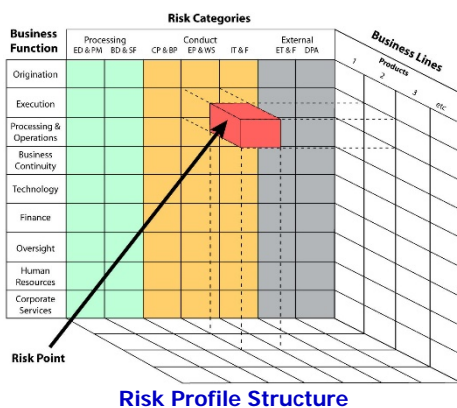 Risk Categories
Business Function
Processing
Conduct
External
ED & PM BD & SF CP & BP EP & WS IT & F ET & F DPA
Business Lines
Products
1 2 3 etc
Origination
Execution
Processing &
Operations
Business
Continuity
Technology
Finance
Oversight
Human
Resources
Corporate
Services
Risk Point
Risk Profile Structure